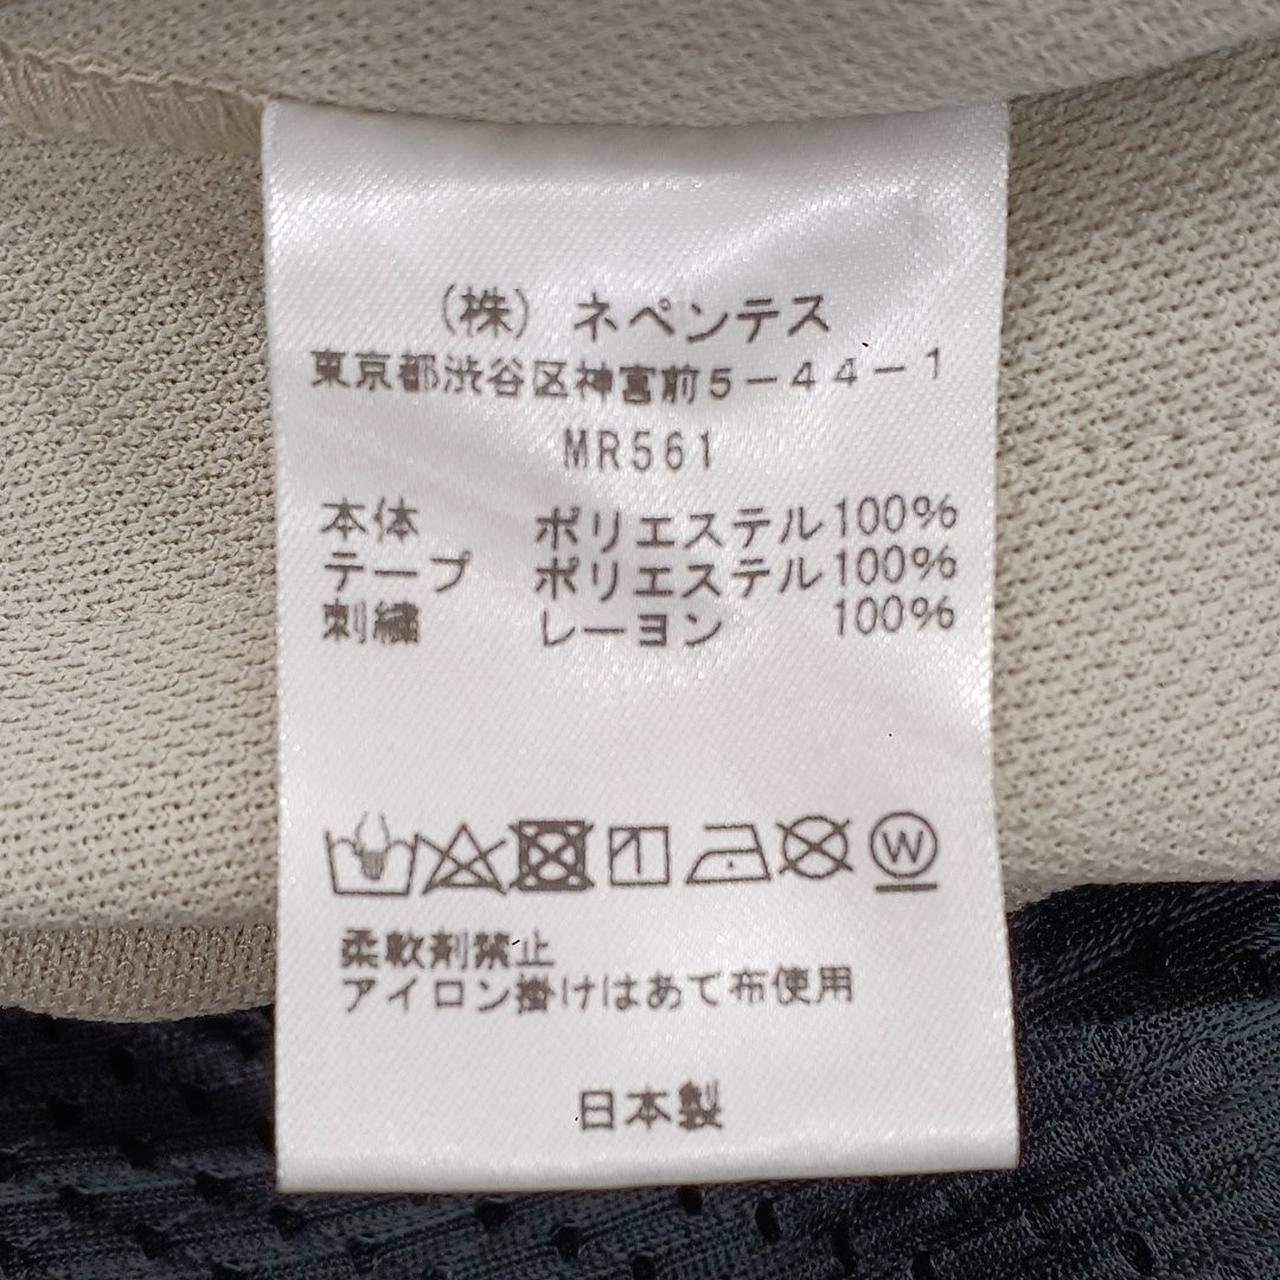 （株） ネペンテス
東京都渋谷区神宮前5－44－1
MR561
本体 ポリエステル100%
テープ ポリエステル100%
刺繍 レーヨン 100%
W
柔軟剤禁止
アイロン掛けはあて布使用
日本製